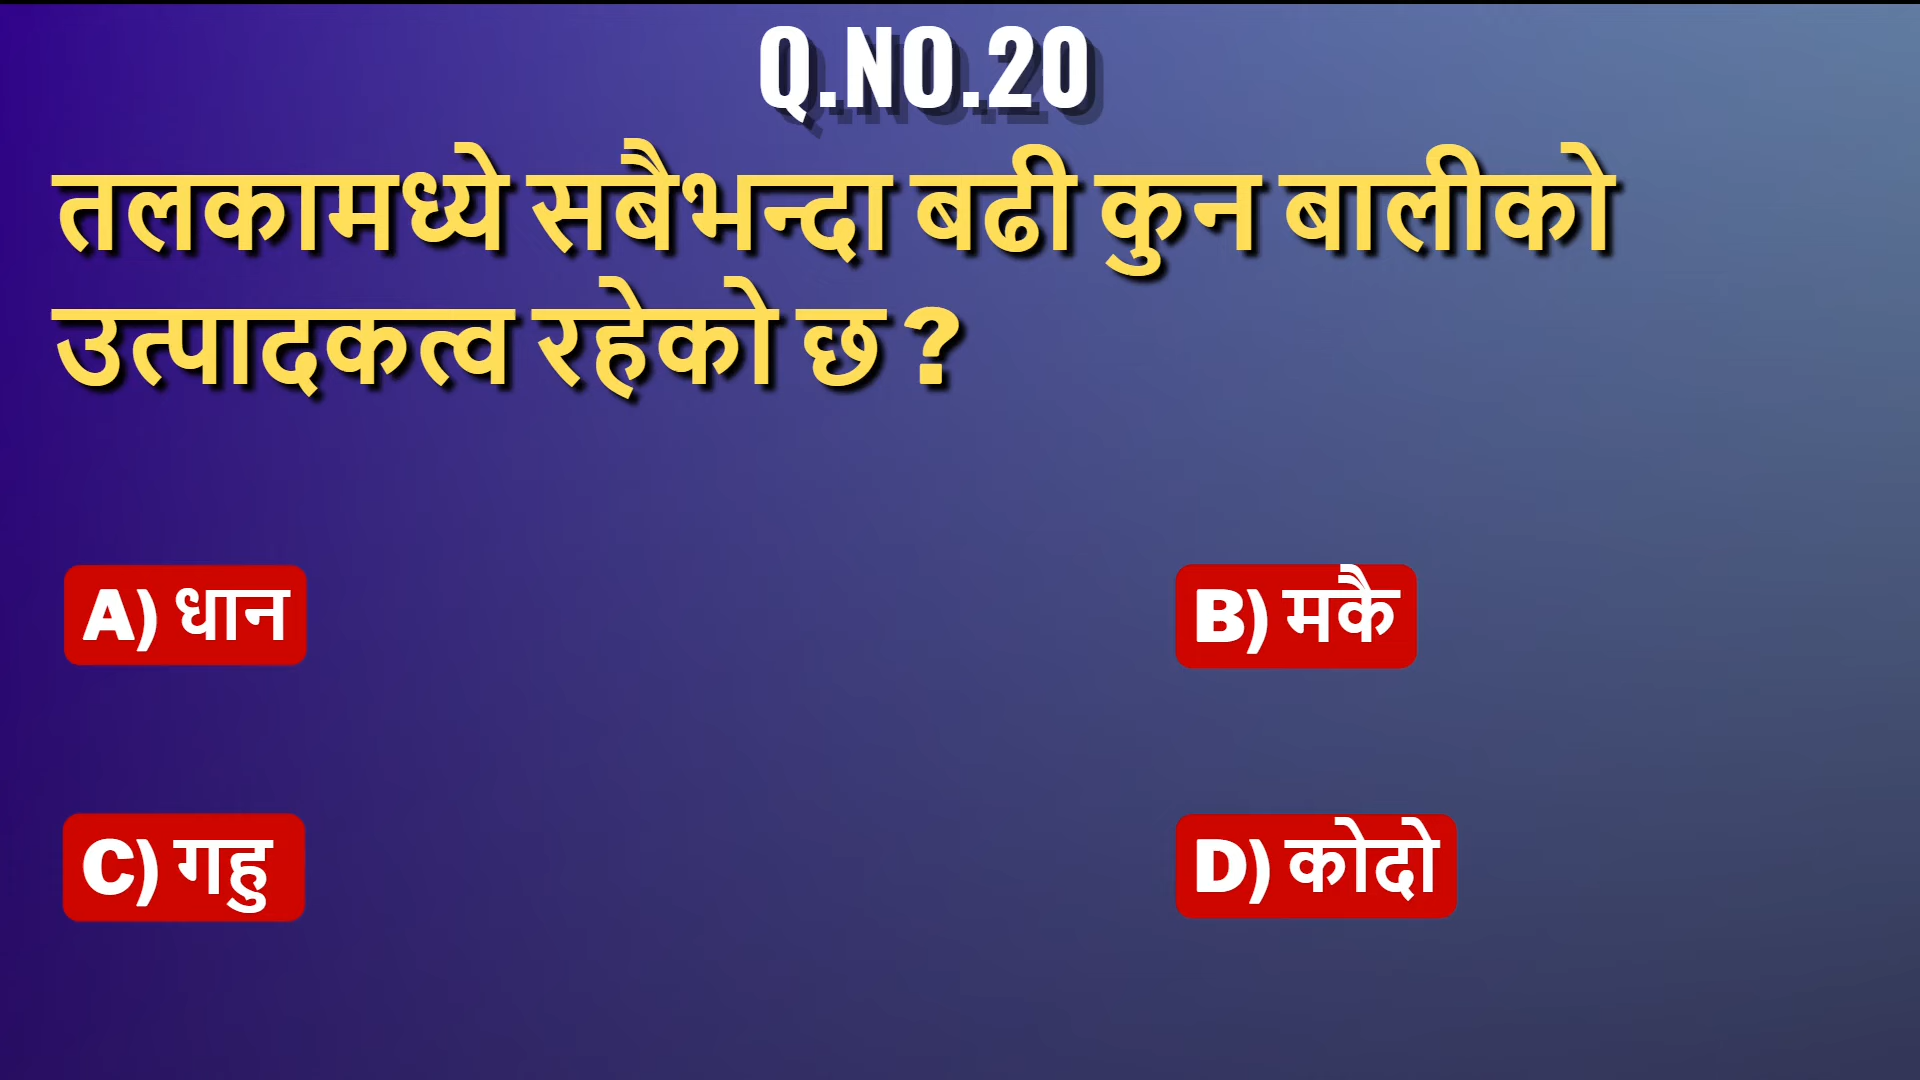 Q.NO.20
तलकामध्ये सबैभन्दा बढी कुन बालीको
उत्पादकत्व रहेको छ ?
A) धान
B) मकै
C) गहु
D) कोदो